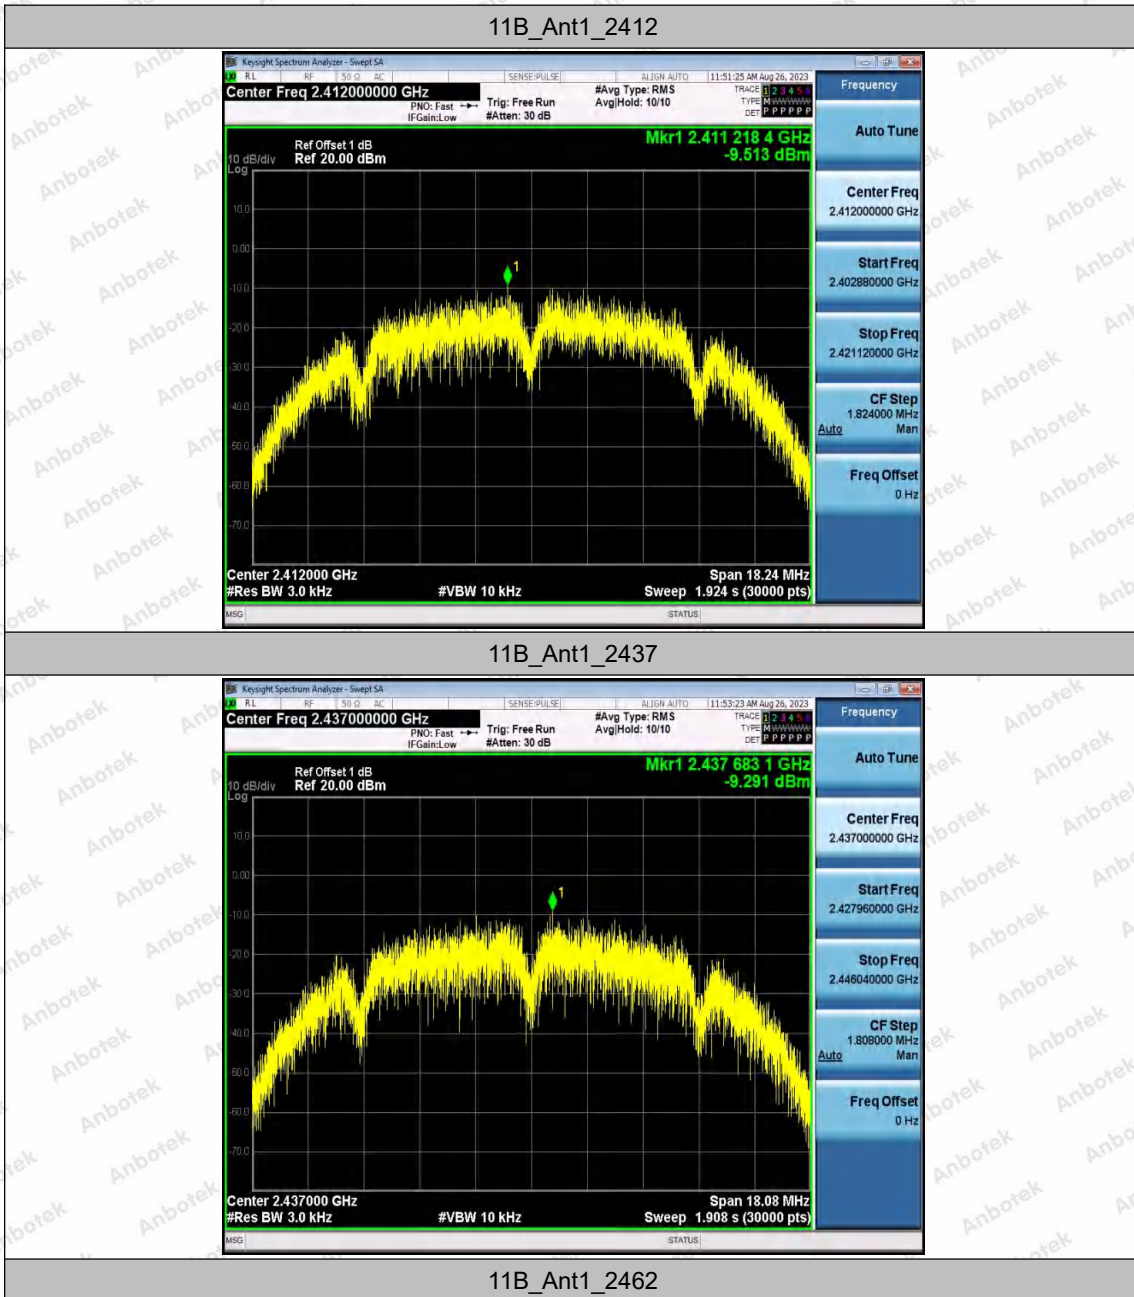 11B_Ant1_2412
Keysight Spectrum Analyzer - Swept SA
RL RF 50 Ω AC SENSE:PULSE ALIGN AUTO 11:51:25 AM Aug 26, 2023
Center Freq 2.412000000 GHz
PNO: Fast
IFGain:Low
Trig: Free Run
#Atten: 30 dB
#Avg Type: RMS
Avg|Hold: 10/10
TRACE 1 2 3 4 5 6
TYPE M WWWWW
DET P P P P P P
Frequency
Mkr1 2.411 218 4 GHz
-9.513 dBm
Ref Offset 1 dB
10 dB/div Ref 20.00 dBm
Log
10.0
0.00
-10.0
-20.0
-30.0
-40.0
-50.0
-60.0
-70.0
1
Auto Tune
Center Freq
2.412000000 GHz
Start Freq
2.402880000 GHz
Stop Freq
2.421120000 GHz
CF Step
1.824000 MHz
Auto Man
Freq Offset
0 Hz
Center 2.412000 GHz Span 18.24 MHz
#Res BW 3.0 kHz #VBW 10 kHz Sweep 1.924 s (30000 pts)
MSG STATUS
11B_Ant1_2437
Keysight Spectrum Analyzer - Swept SA
RL RF 50 Ω AC SENSE:PULSE ALIGN AUTO 11:53:23 AM Aug 26, 2023
Center Freq 2.437000000 GHz
PNO: Fast
IFGain:Low
Trig: Free Run
#Atten: 30 dB
#Avg Type: RMS
Avg|Hold: 10/10
TRACE 1 2 3 4 5 6
TYPE M WWWWW
DET P P P P P P
Frequency
Mkr1 2.437 683 1 GHz
-9.291 dBm
Ref Offset 1 dB
10 dB/div Ref 20.00 dBm
Log
10.0
0.00
-10.0
-20.0
-30.0
-40.0
-50.0
-60.0
-70.0
1
Auto Tune
Center Freq
2.437000000 GHz
Start Freq
2.427960000 GHz
Stop Freq
2.446040000 GHz
CF Step
1.808000 MHz
Auto Man
Freq Offset
0 Hz
Center 2.437000 GHz Span 18.08 MHz
#Res BW 3.0 kHz #VBW 10 kHz Sweep 1.908 s (30000 pts)
MSG STATUS
11B_Ant1_2462
Anbotek